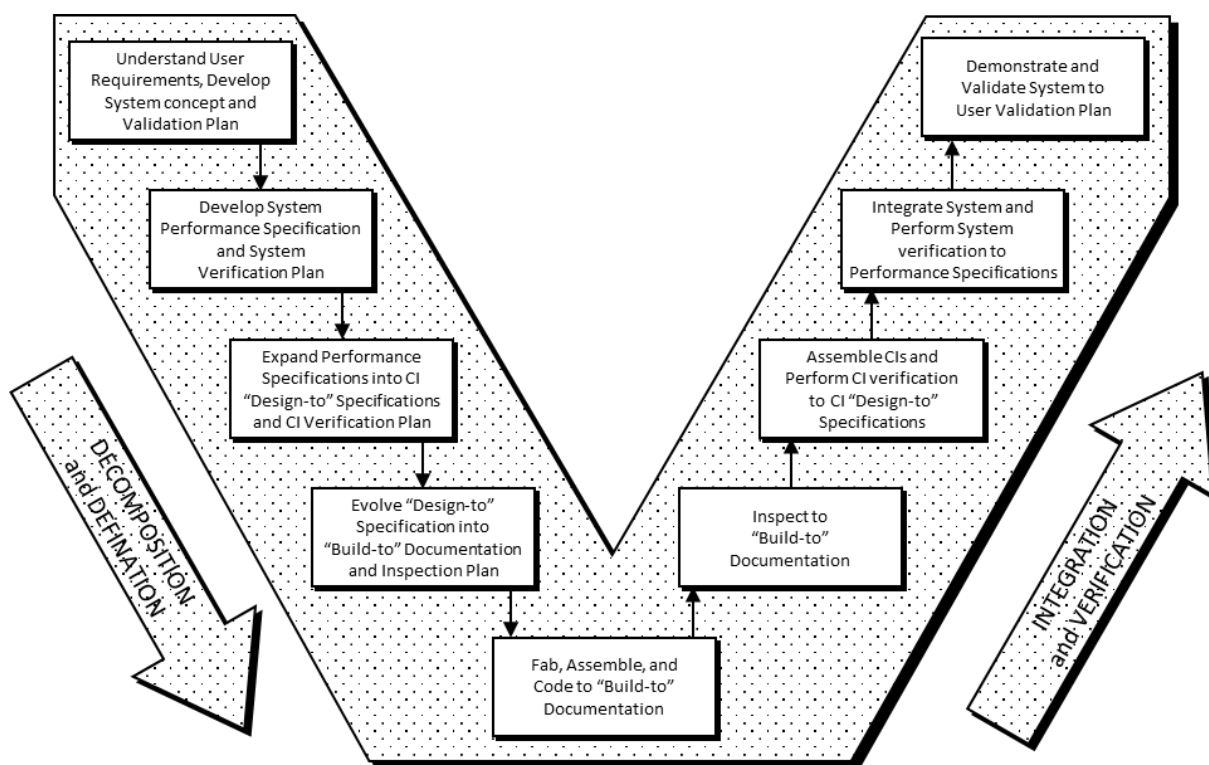 Understand User
Requirements, Develop
System concept and
Validation Plan
Develop System
Performance Specification
and System
Verification Plan
Expand Performance
Specifications into CI
“Design-to” Specifications
and CI Verification Plan
Evolve “Design-to”
Specification into
“Build-to” Documentation
and Inspection Plan
Fab, Assemble, and
Code to “Build-to”
Documentation
Inspect to
“Build-to”
Documentation
Assemble CIs and
Perform CI verification
to CI “Design-to”
Specifications
Integrate System and
Perform System
verification to
Performance Specifications
Demonstrate and
Validate System to
User Validation Plan
DECOMPOSITION
and DEFINATION
INTEGRATION
and VERIFICATION